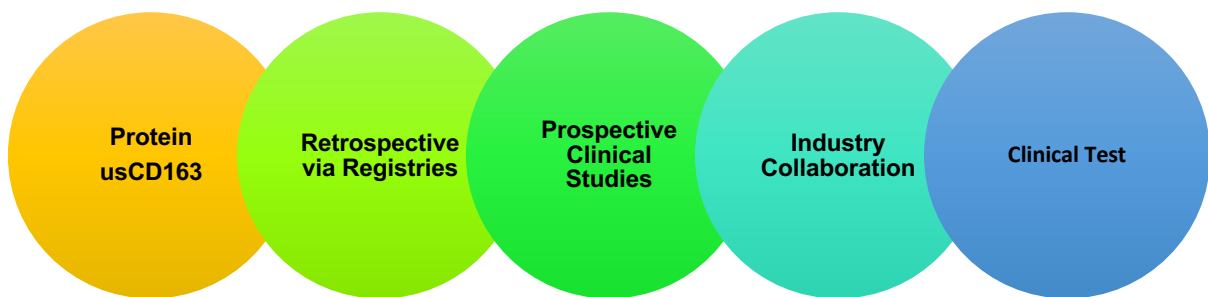 Protein
usCD163
Retrospective
via Registries
Prospective
Clinical
Studies
Industry
Collaboration
Clinical Test